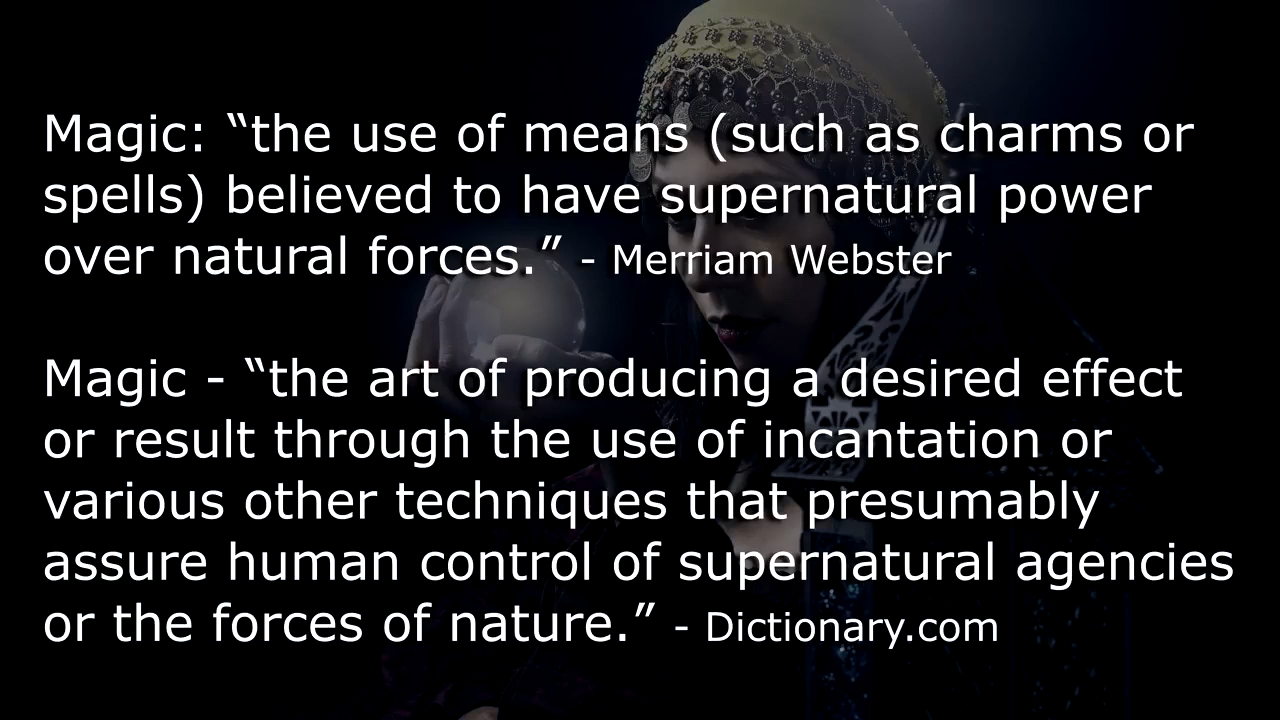 Magic: “the use of means (such as charms or
spells) believed to have supernatural power
over natural forces.” - Merriam Webster
Magic - “the art of producing a desired effect
or result through the use of incantation or
various other techniques that presumably
assure human control of supernatural agencies
or the forces of nature.” - Dictionary.com